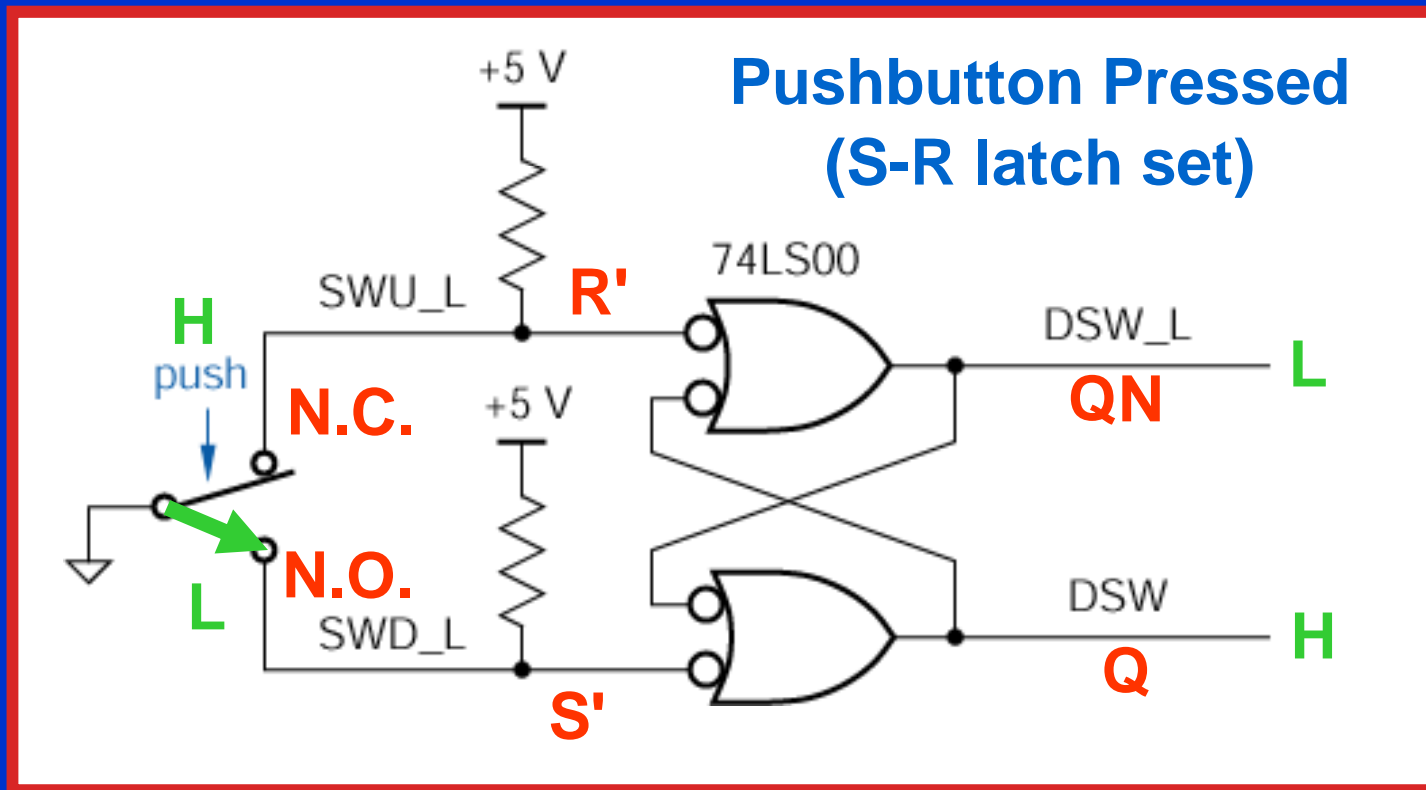 Pushbutton Pressed
(S-R latch set)
+5 V
74LS00
SWU_L
R'
H
push
DSW_L
L
QN
N.C.
+5 V
N.O.
L
SWD_L
S'
DSW
H
Q